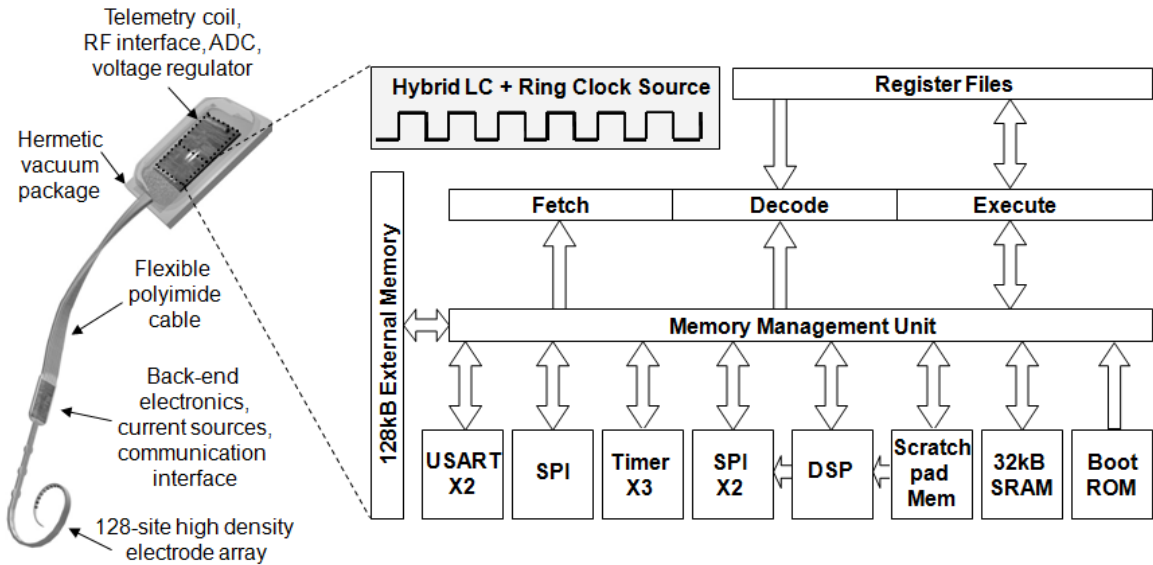 Telemetry coil,
RF interface, ADC,
voltage regulator
Hermetic
vacuum
package
Flexible
polyimide
cable
Back-end
electronics,
current sources,
communication
interface
128-site high density
electrode array
Hybrid LC + Ring Clock Source
Register Files
128kB External Memory
Fetch
Decode
Execute
Memory Management Unit
USART
X2
SPI
Timer
X3
SPI
X2
DSP
Scratch
pad
Mem
32kB
SRAM
Boot
ROM